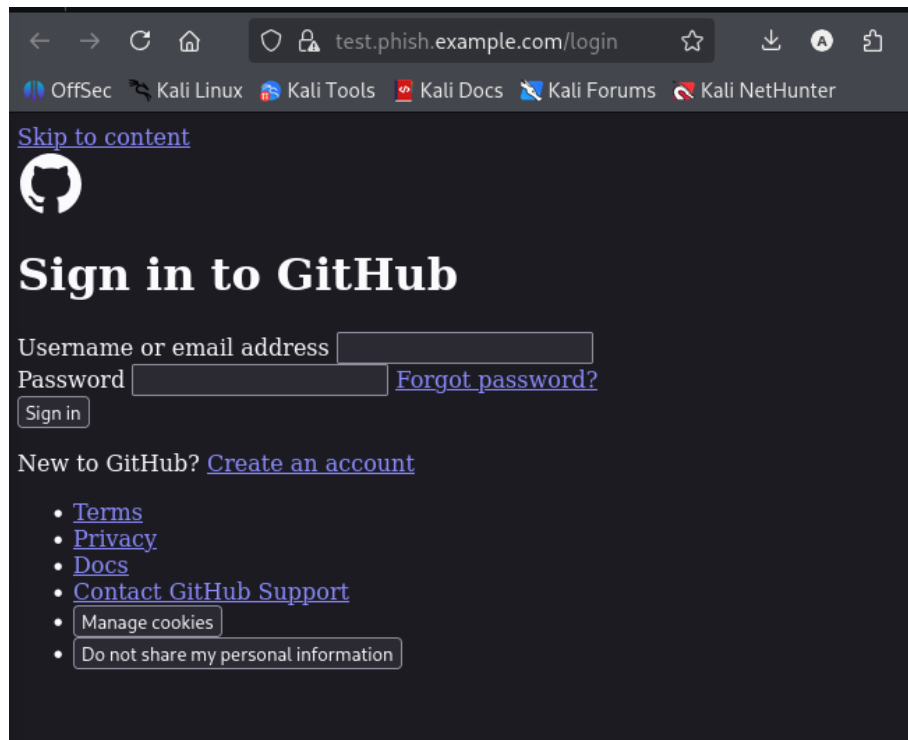 test.phish.example.com/login
A
OffSec Kali Linux Kali Tools Kali Docs Kali Forums Kali NetHunter
Skip to content
Sign in to GitHub
Username or email address
Password Forgot password?
Sign in
New to GitHub? Create an account
Terms
Privacy
Docs
Contact GitHub Support
Manage cookies
Do not share my personal information